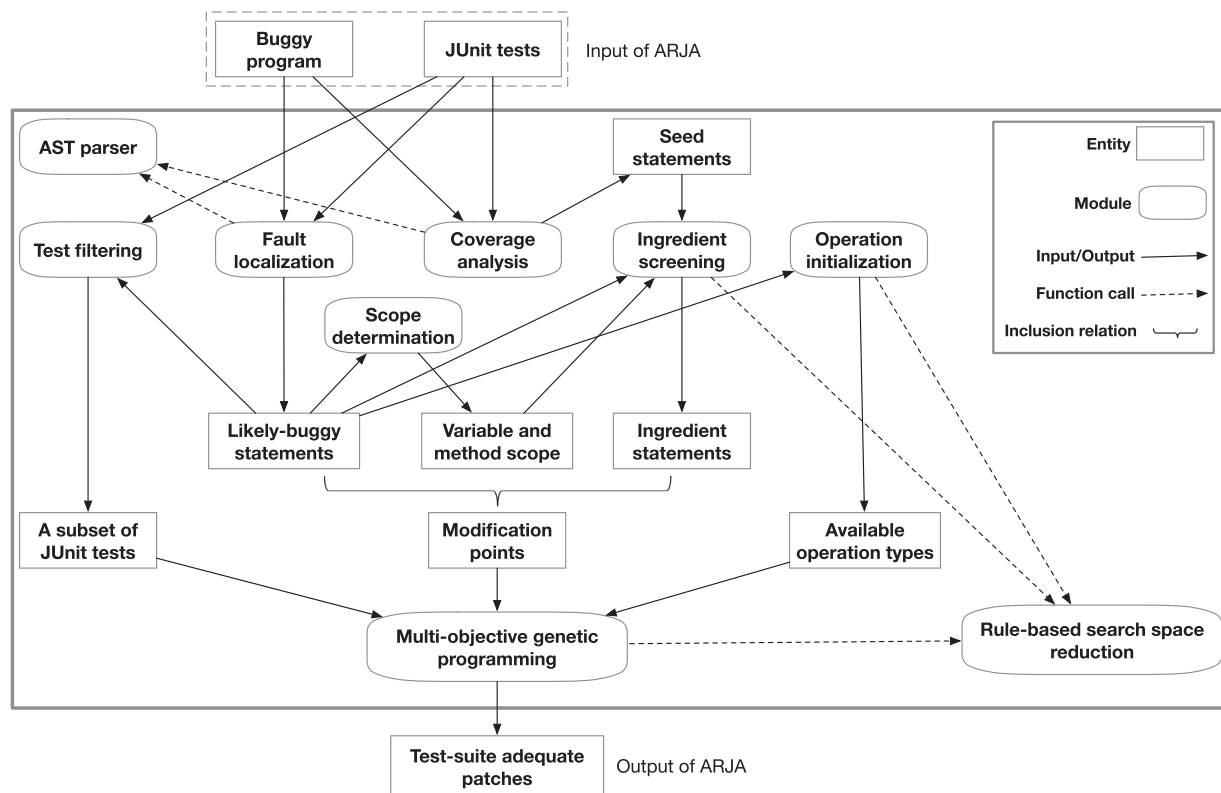 Buggy
program
JUnit tests
Input of ARJA
AST parser
Seed
statements
Entity
Module
Input/Output
Function call
Inclusion relation
Test filtering
Fault
localization
Coverage
analysis
Ingredient
screening
Operation
initialization
Scope
determination
Likely-buggy
statements
Variable and
method scope
Ingredient
statements
A subset of
JUnit tests
Modification
points
Available
operation types
Multi-objective genetic
programming
Rule-based search space
reduction
Test-suite adequate
patches
Output of ARJA